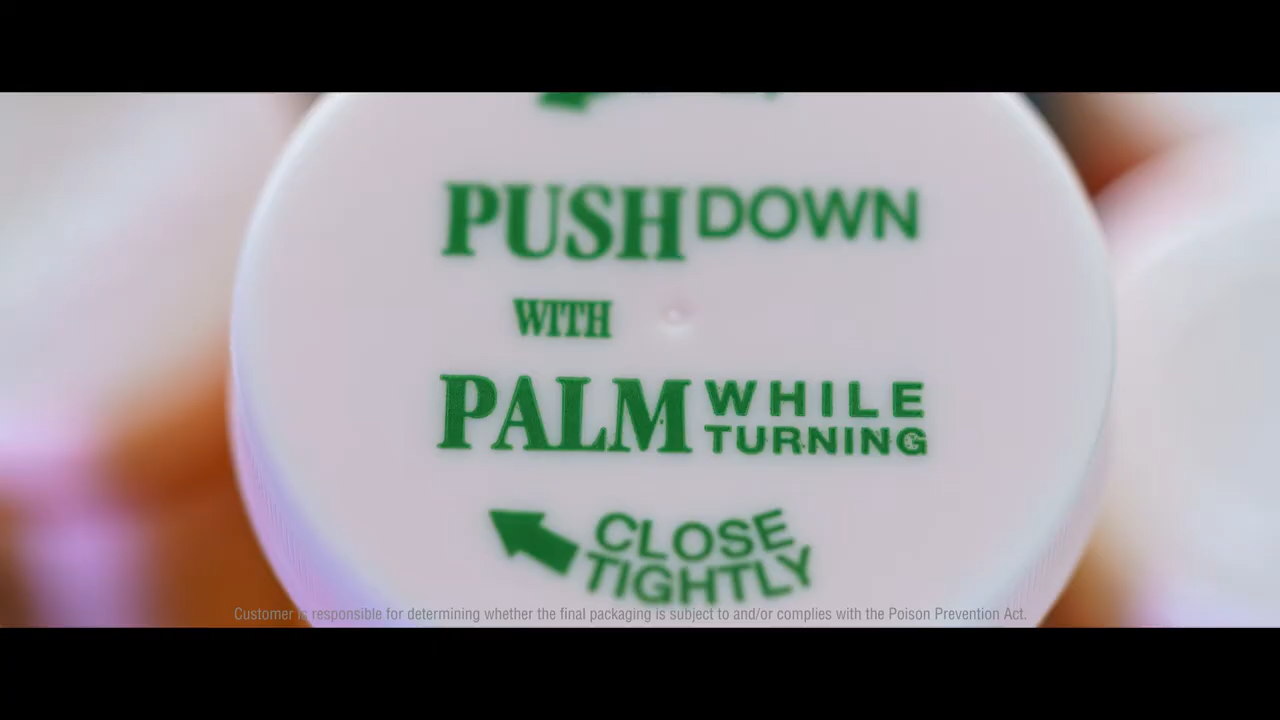 PUSH DOWN
WITH
PALM WHILE TURNING
CLOSE
TIGHTLY
Customer is responsible for determining whether the final packaging is subject to and/or complies with the Poison Prevention Act.